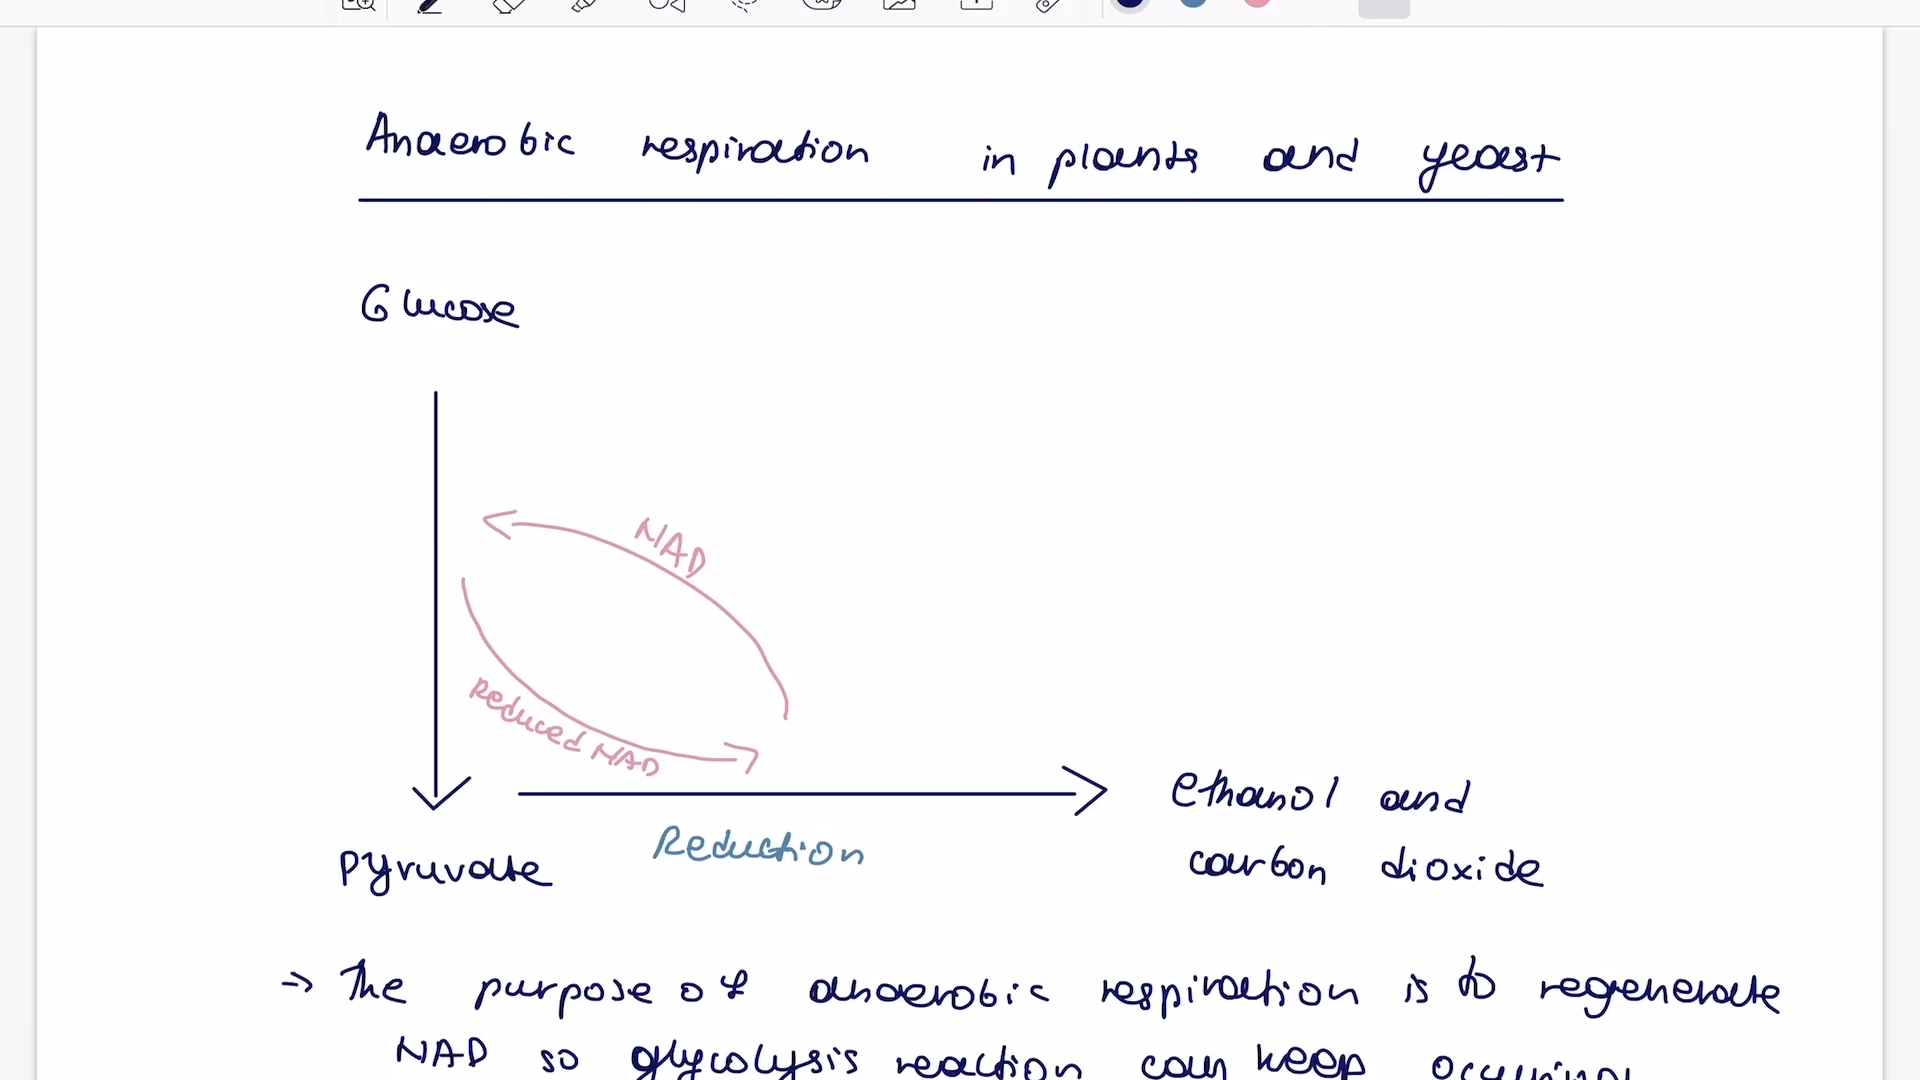 Anaerobic respiration in plants and yeast
Glucose
NAD
Reduced NAD
Reduction
Pyruvate
ethanol and
carbon dioxide
→ The purpose of anaerobic respiration is to regenerate
NAD so glycolysis reaction can keep occurring